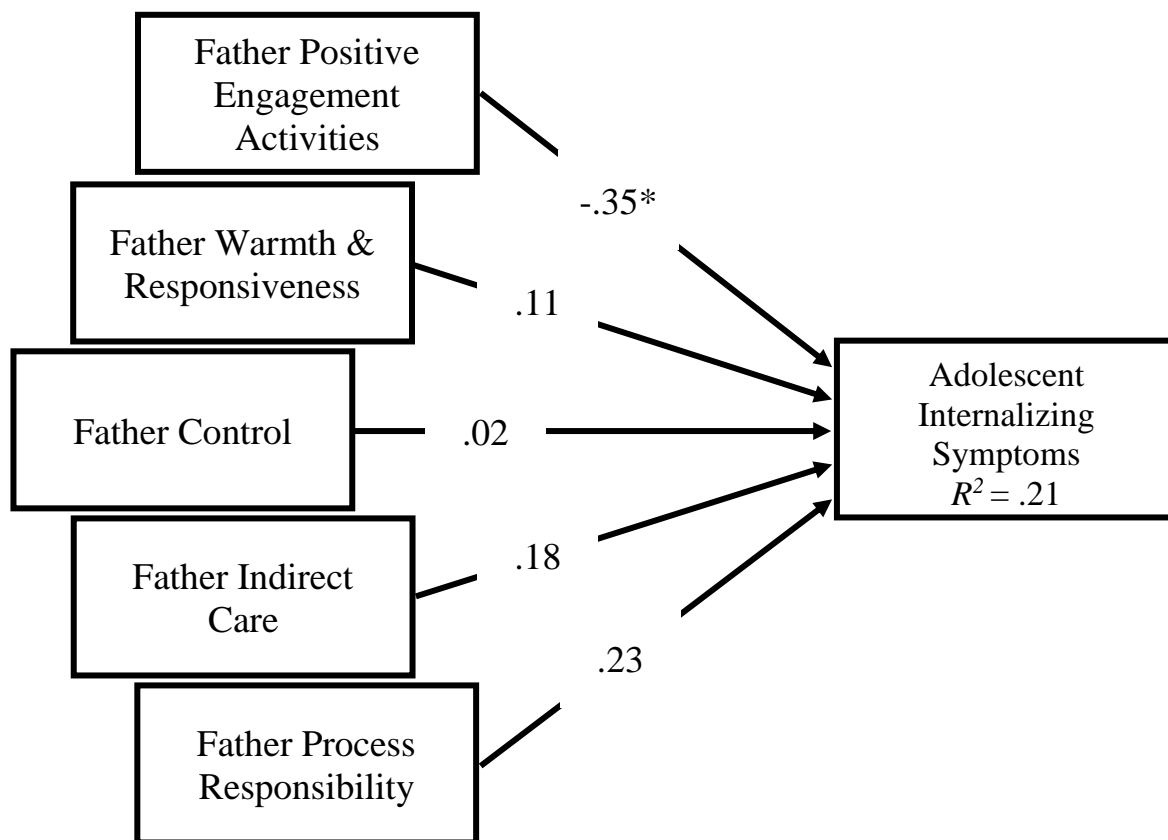 Father Positive
Engagement
Activities
-.35*
Father Warmth &
Responsiveness
.11
Father Control
.02
Adolescent
Internalizing
Symptoms
R² = .21
Father Indirect
Care
.18
Father Process
Responsibility
.23